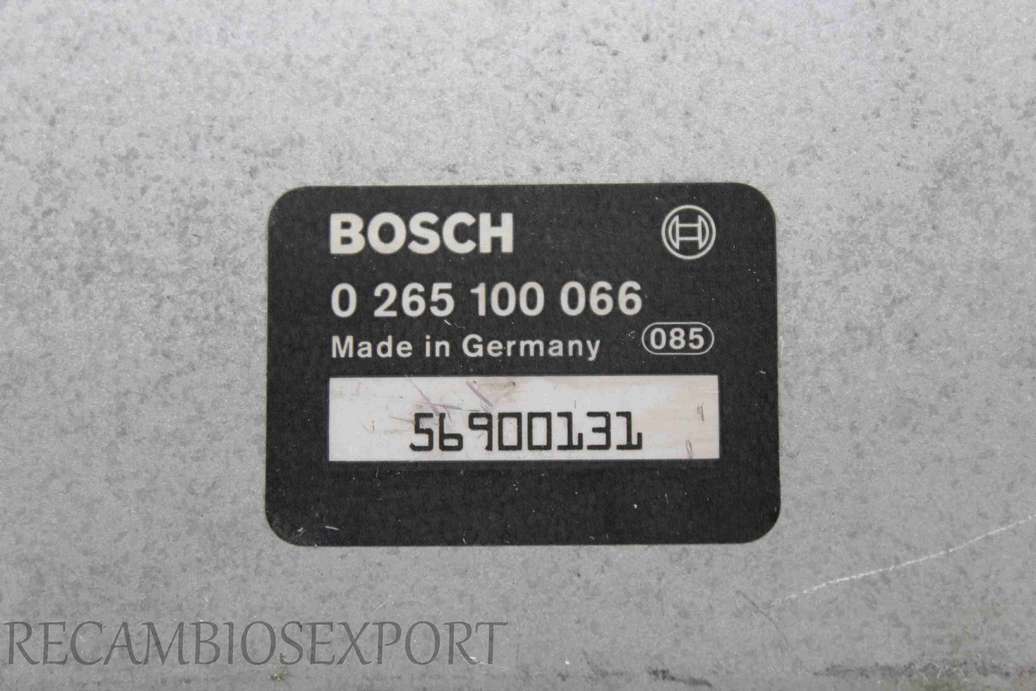 BOSCH
0 265 100 066
Made in Germany 085
56900131
RECAMBIOSEXPORT